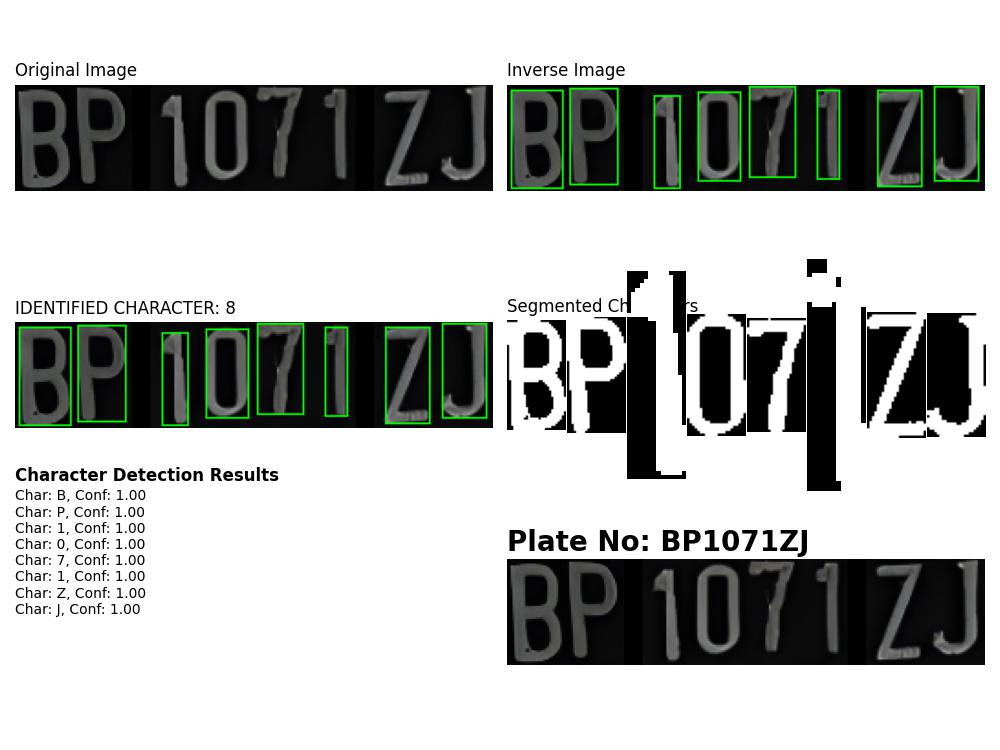 Original Image
BP 1071 ZJ
Inverse Image
BP 1071 ZJ
IDENTIFIED CHARACTER: 8
BP 1071 ZJ
Segmented Ch rs
BP1071ZJ
Character Detection Results
Char: B, Conf: 1.00
Char: P, Conf: 1.00
Char: 1, Conf: 1.00
Char: 0, Conf: 1.00
Char: 7, Conf: 1.00
Char: 1, Conf: 1.00
Char: Z, Conf: 1.00
Char: J, Conf: 1.00
Plate No: BP1071ZJ
BP 1071 ZJ